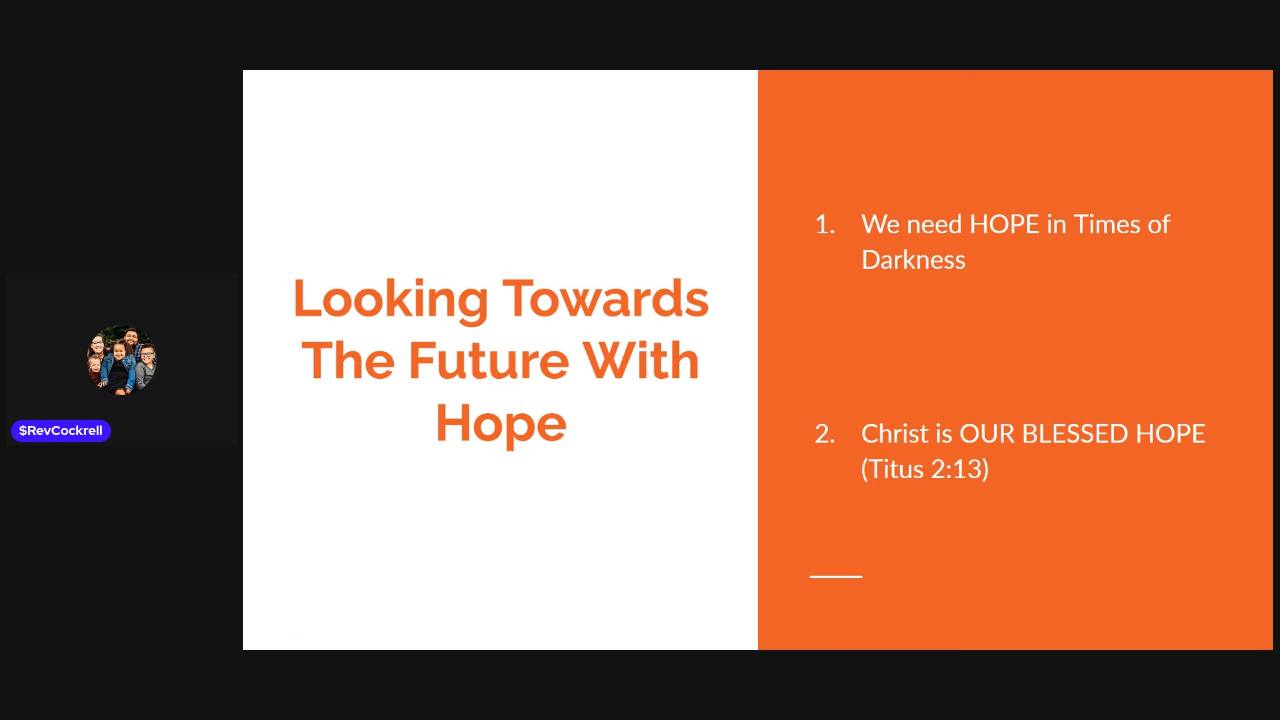 Looking Towards
The Future With
Hope
1. We need HOPE in Times of
Darkness
2. Christ is OUR BLESSED HOPE
(Titus 2:13)
$RevCockrell